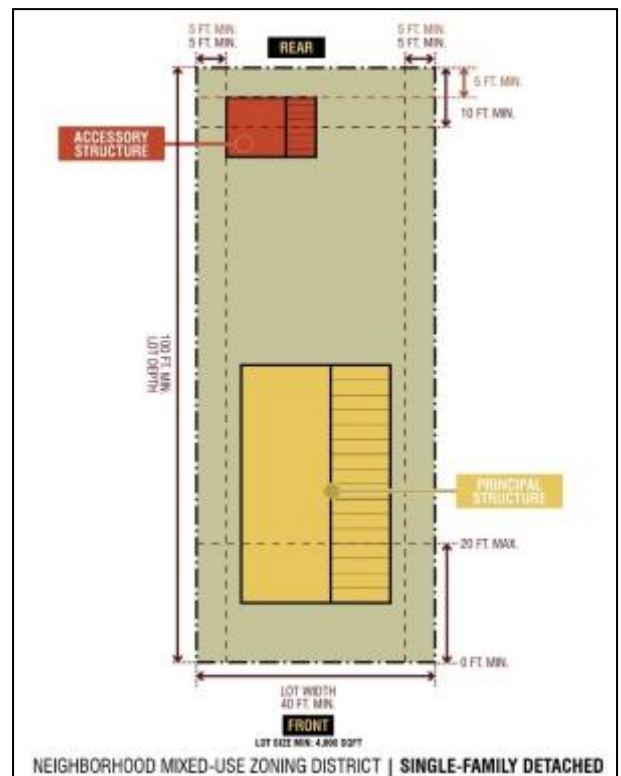 5 FT. MIN.
5 FT. MIN.
REAR
5 FT. MIN.
5 FT. MIN.
5 FT. MIN.
10 FT. MIN.
ACCESSORY
STRUCTURE
100 FT. MIN.
LOT DEPTH
PRINCIPAL
STRUCTURE
20 FT. MAX.
0 FT. MIN.
LOT WIDTH
40 FT. MIN.
FRONT
LOT SIZE MIN: 4,000 SQFT
NEIGHBORHOOD MIXED-USE ZONING DISTRICT | SINGLE-FAMILY DETACHED